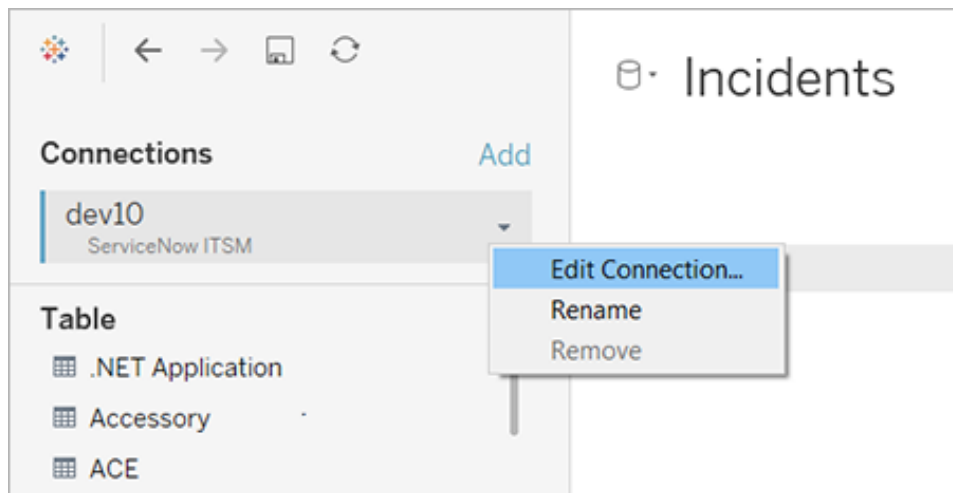 Incidents
Connections
Add
dev10
ServiceNow ITSM
Edit Connection...
Rename
Remove
Table
.NET Application
Accessory
ACE